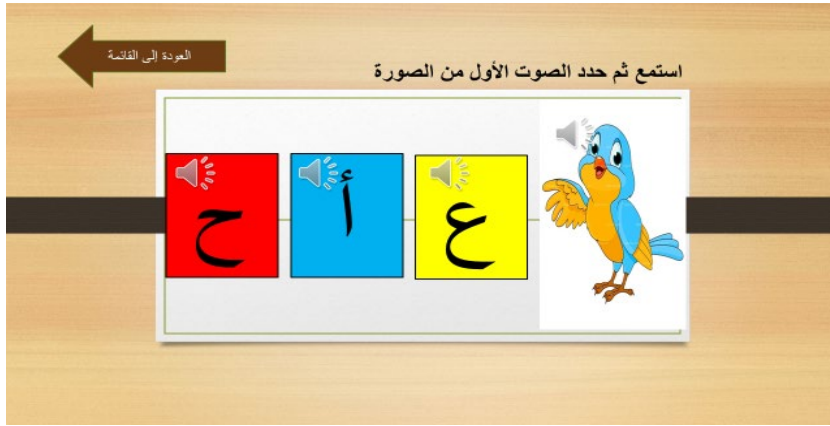 العودة إلى القائمة
استمع ثم حدد الصوت الأول من الصورة
ع أ ح